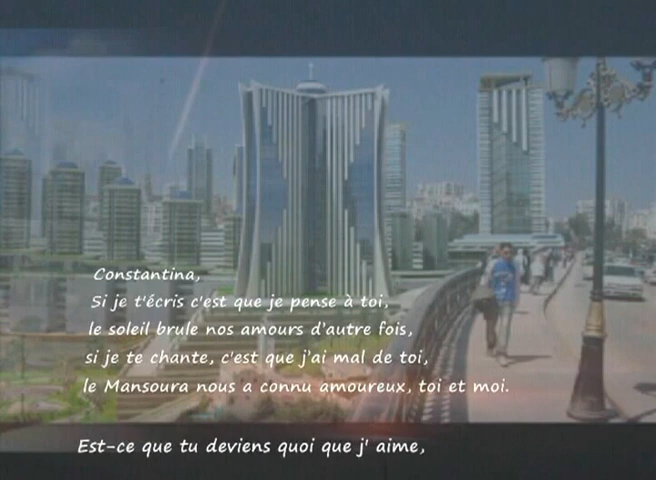 Constantina,
Si je t'écris c'est que je pense à toi,
le soleil brule nos amours d'autre fois,
si je te chante, c'est que j'ai mal de toi,
le Mansoura nous a connu amoureux, toi et moi.
Est-ce que tu deviens quoi que j' aime,